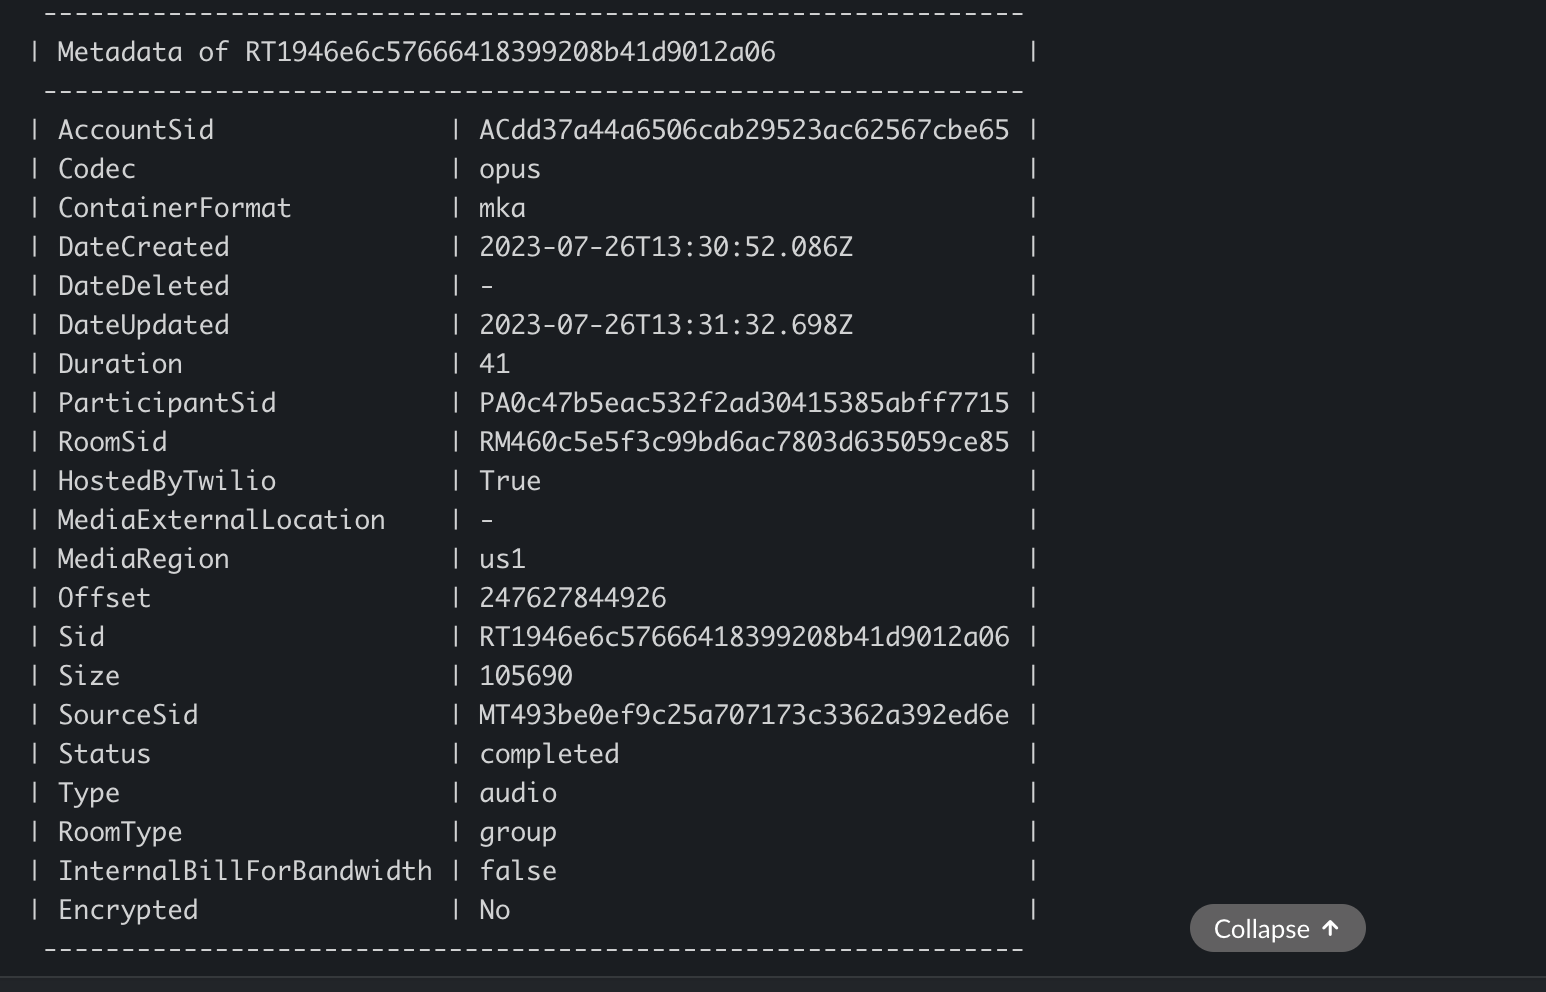 ---------------------------------------------------------------
| Metadata of RT1946e6c57666418399208b41d9012a06 |
---------------------------------------------------------------
| AccountSid | ACdd37a44a6506cab29523ac62567cbe65 |
| Codec | opus |
| ContainerFormat | mka |
| DateCreated | 2023-07-26T13:30:52.086Z |
| DateDeleted | - |
| DateUpdated | 2023-07-26T13:31:32.698Z |
| Duration | 41 |
| ParticipantSid | PA0c47b5eac532f2ad30415385abff7715 |
| RoomSid | RM460c5e5f3c99bd6ac7803d635059ce85 |
| HostedByTwilio | True |
| MediaExternalLocation | - |
| MediaRegion | us1 |
| Offset | 247627844926 |
| Sid | RT1946e6c57666418399208b41d9012a06 |
| Size | 105690 |
| SourceSid | MT493be0ef9c25a707173c3362a392ed6e |
| Status | completed |
| Type | audio |
| RoomType | group |
| InternalBillForBandwidth | false |
| Encrypted | No |
---------------------------------------------------------------
Collapse ↑